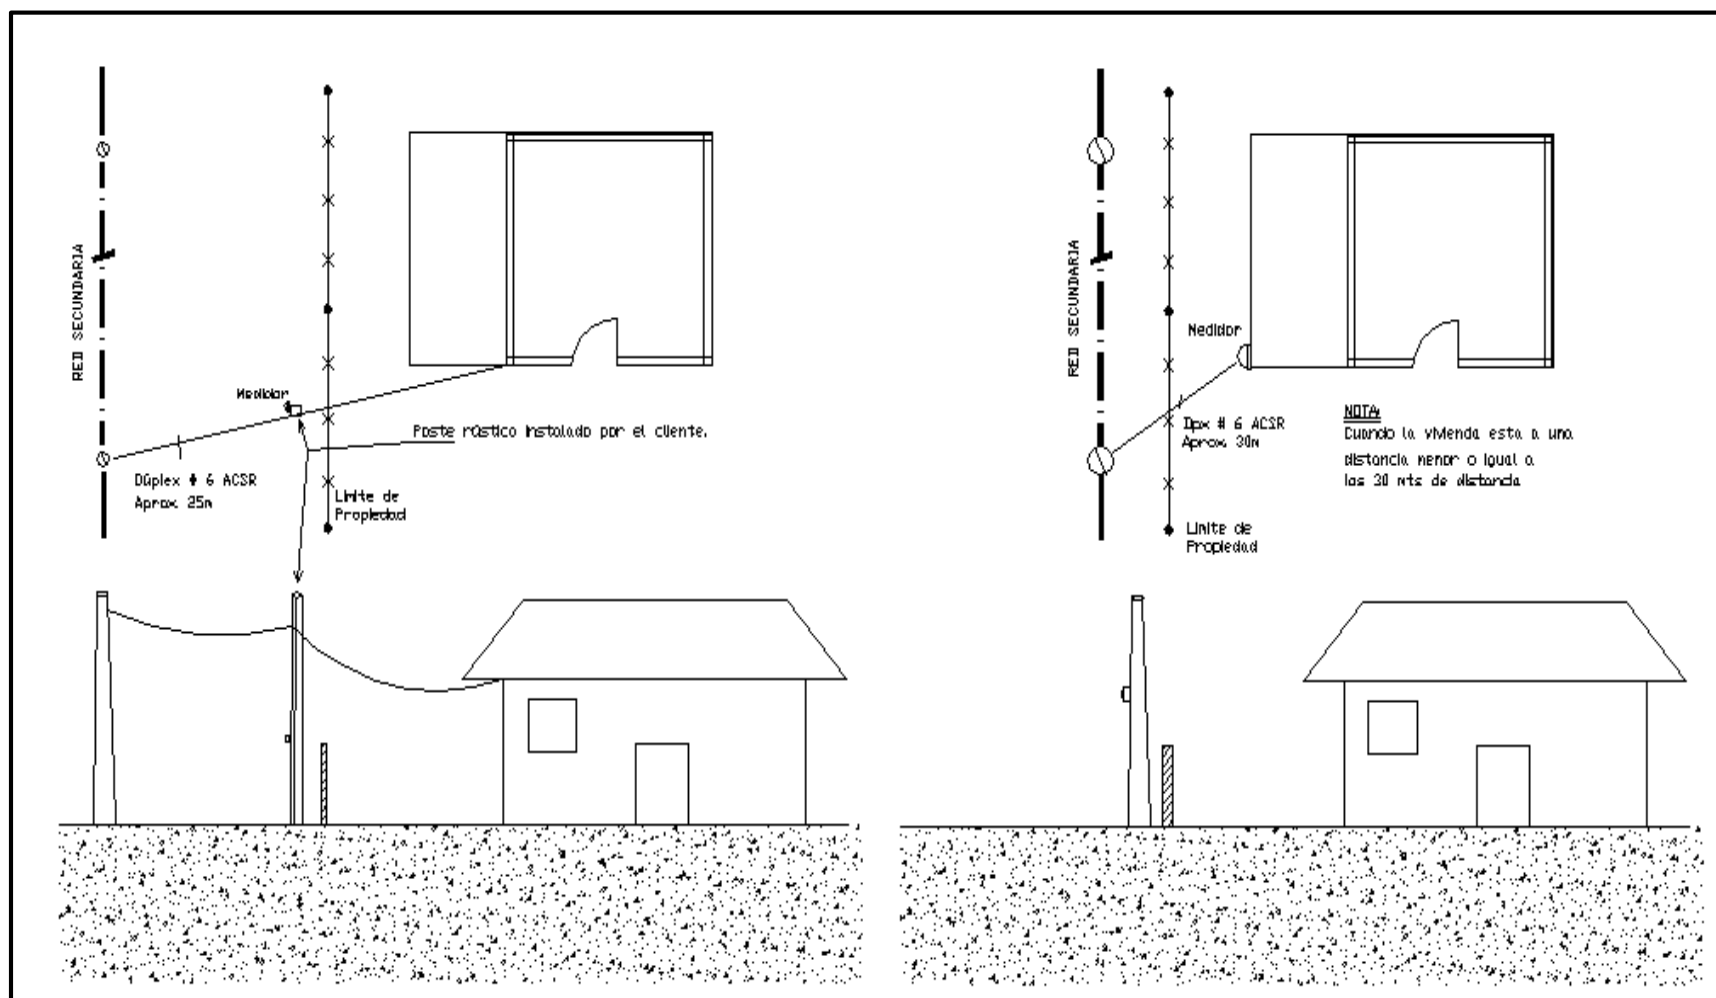 RED SECUNDARIA
Medidor
Poste rústico instalado por el cliente.
Dúplex # 6 ACSR
Aprox. 25m
Límite de
Propiedad
RED SECUNDARIA
Medidor
Dpx # 6 ACSR
Aprox. 30m
NOTA
Cuando la vivienda esta a una
distancia menor o igual a
los 30 mts de distancia
Límite de
Propiedad